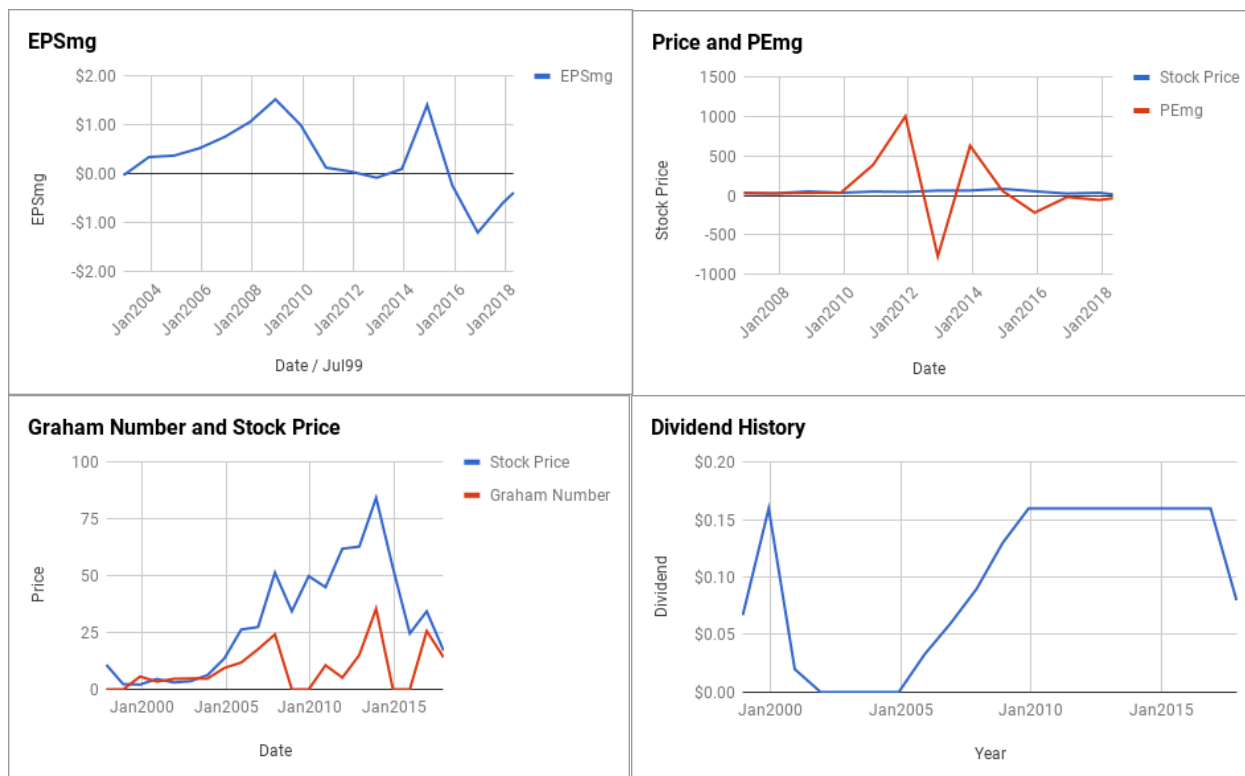 EPSmg
EPSmg
$2.00
$1.00
$0.00
-$1.00
-$2.00
EPSmg
Jan2004
Jan2006
Jan2008
Jan2010
Jan2012
Jan2014
Jan2016
Jan2018
Date / Jul99
Price and PEmg
Stock Price
PEmg
1500
1000
500
0
-500
-1000
Stock Price
Jan2008
Jan2010
Jan2012
Jan2014
Jan2016
Jan2018
Date
Graham Number and Stock Price
Stock Price
Graham Number
100
75
50
25
0
Price
Jan2000
Jan2005
Jan2010
Jan2015
Date
Dividend History
$0.20
$0.15
$0.10
$0.05
$0.00
Dividend
Jan2000
Jan2005
Jan2010
Jan2015
Year